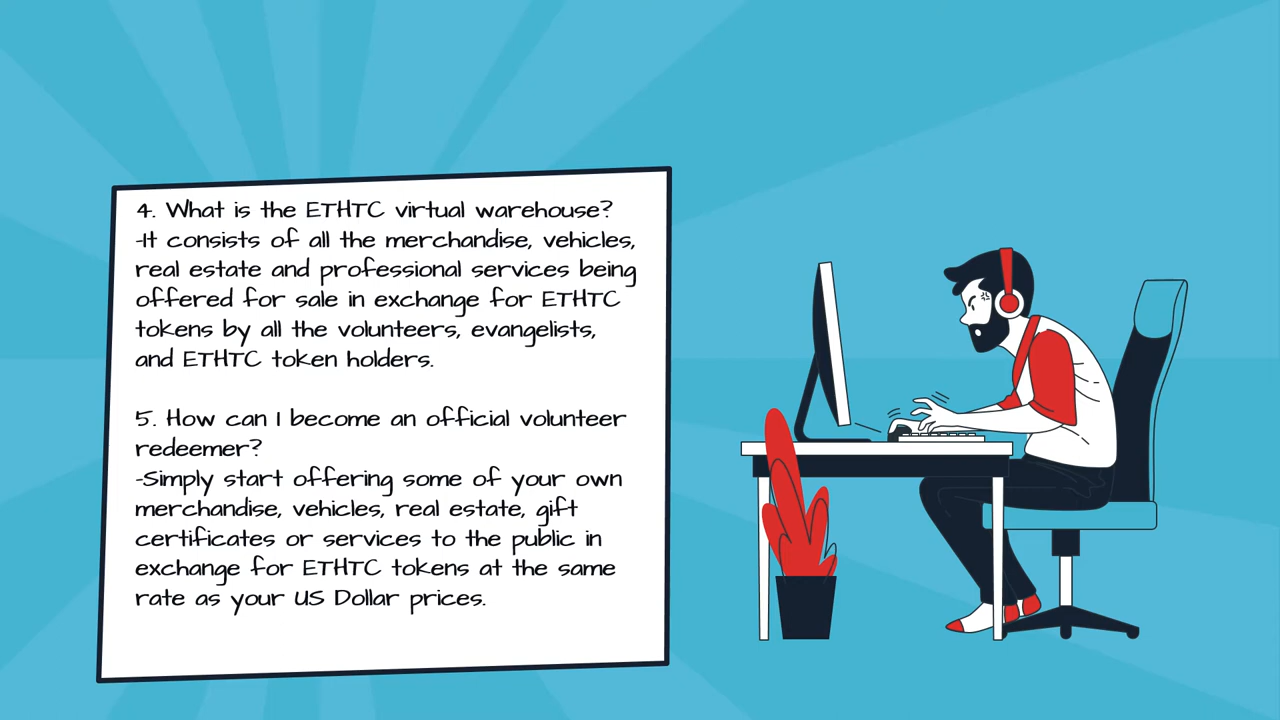 4. What is the ETHTC virtual warehouse?
-It consists of all the merchandise, vehicles,
real estate and professional services being
offered for sale in exchange for ETHTC
tokens by all the volunteers, evangelists,
and ETHTC token holders.
5. How can I become an official volunteer
redeemer?
-Simply start offering some of your own
merchandise, vehicles, real estate, gift
certificates or services to the public in
exchange for ETHTC tokens at the same
rate as your US Dollar prices.